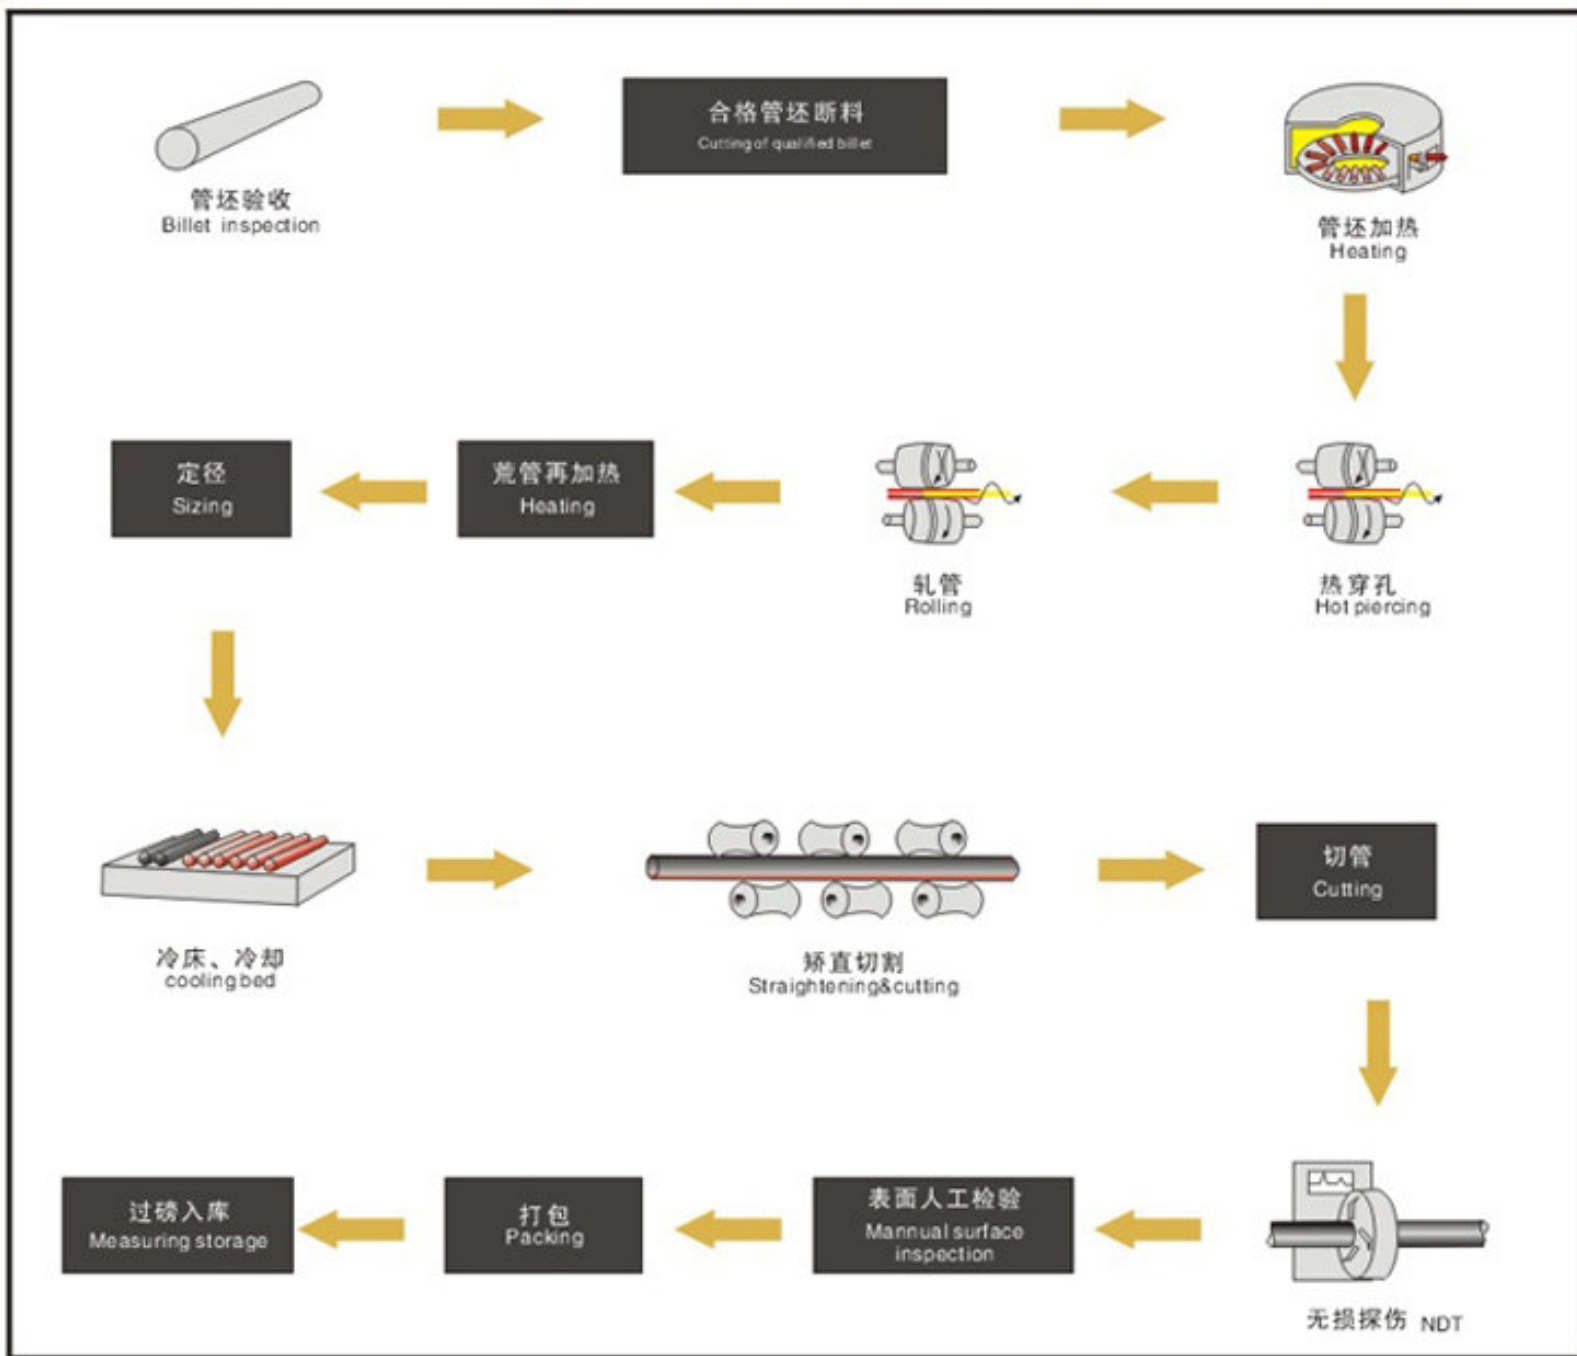 管坯验收
Billet inspection
合格管坯断料
Cutting of qualified billet
管坯加热
Heating
热穿孔
Hot piercing
轧管
Rolling
荒管再加热
Heating
定径
Sizing
冷床、冷却
cooling bed
矫直切割
Straightening&cutting
切管
Cutting
无损探伤 NDT
表面人工检验
Mannual surface
inspection
打包
Packing
过磅入库
Measuring storage